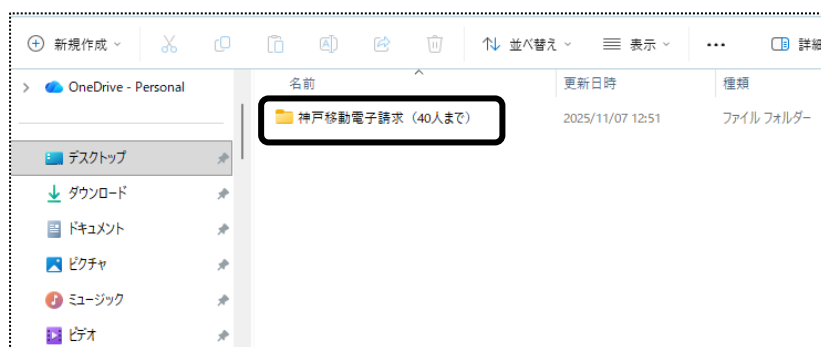 新規作成
並べ替え
表示
詳細
OneDrive - Personal
名前
更新日時
種類
神戸移動電子請求（40人まで）
2025/11/07 12:51
ファイル フォルダー
デスクトップ
ダウンロード
ドキュメント
ピクチャ
ミュージック
ビデオ